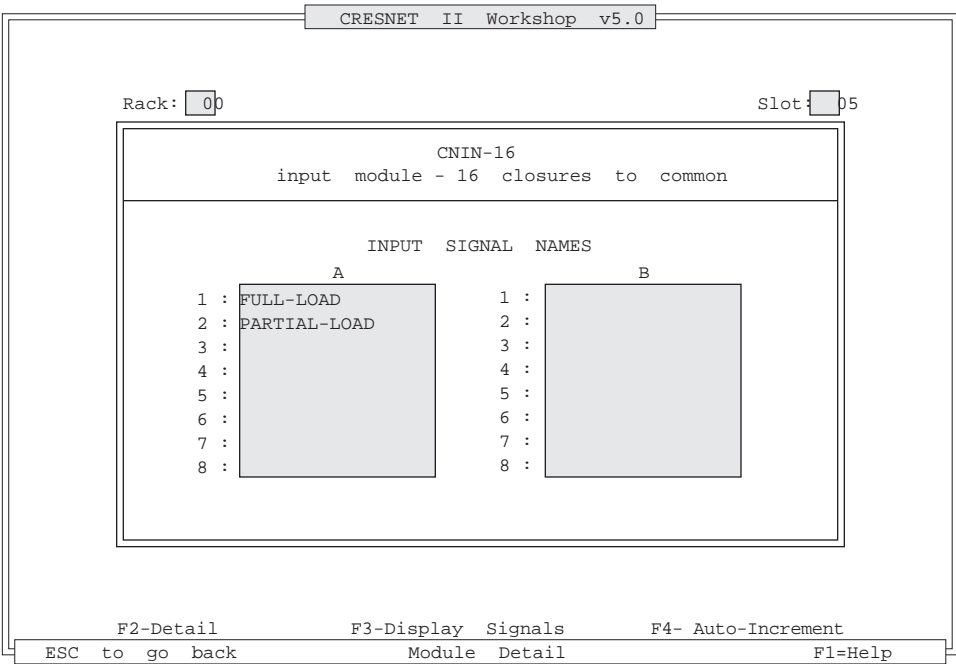 CRESNET II Workshop v5.0
Rack: 00 Slot: 05
CNIN-16
input module - 16 closures to common
INPUT SIGNAL NAMES
A B
1 : FULL-LOAD 1 :
2 : PARTIAL-LOAD 2 :
3 : 3 :
4 : 4 :
5 : 5 :
6 : 6 :
7 : 7 :
8 : 8 :
F2-Detail F3-Display Signals F4- Auto-Increment
ESC to go back Module Detail F1=Help